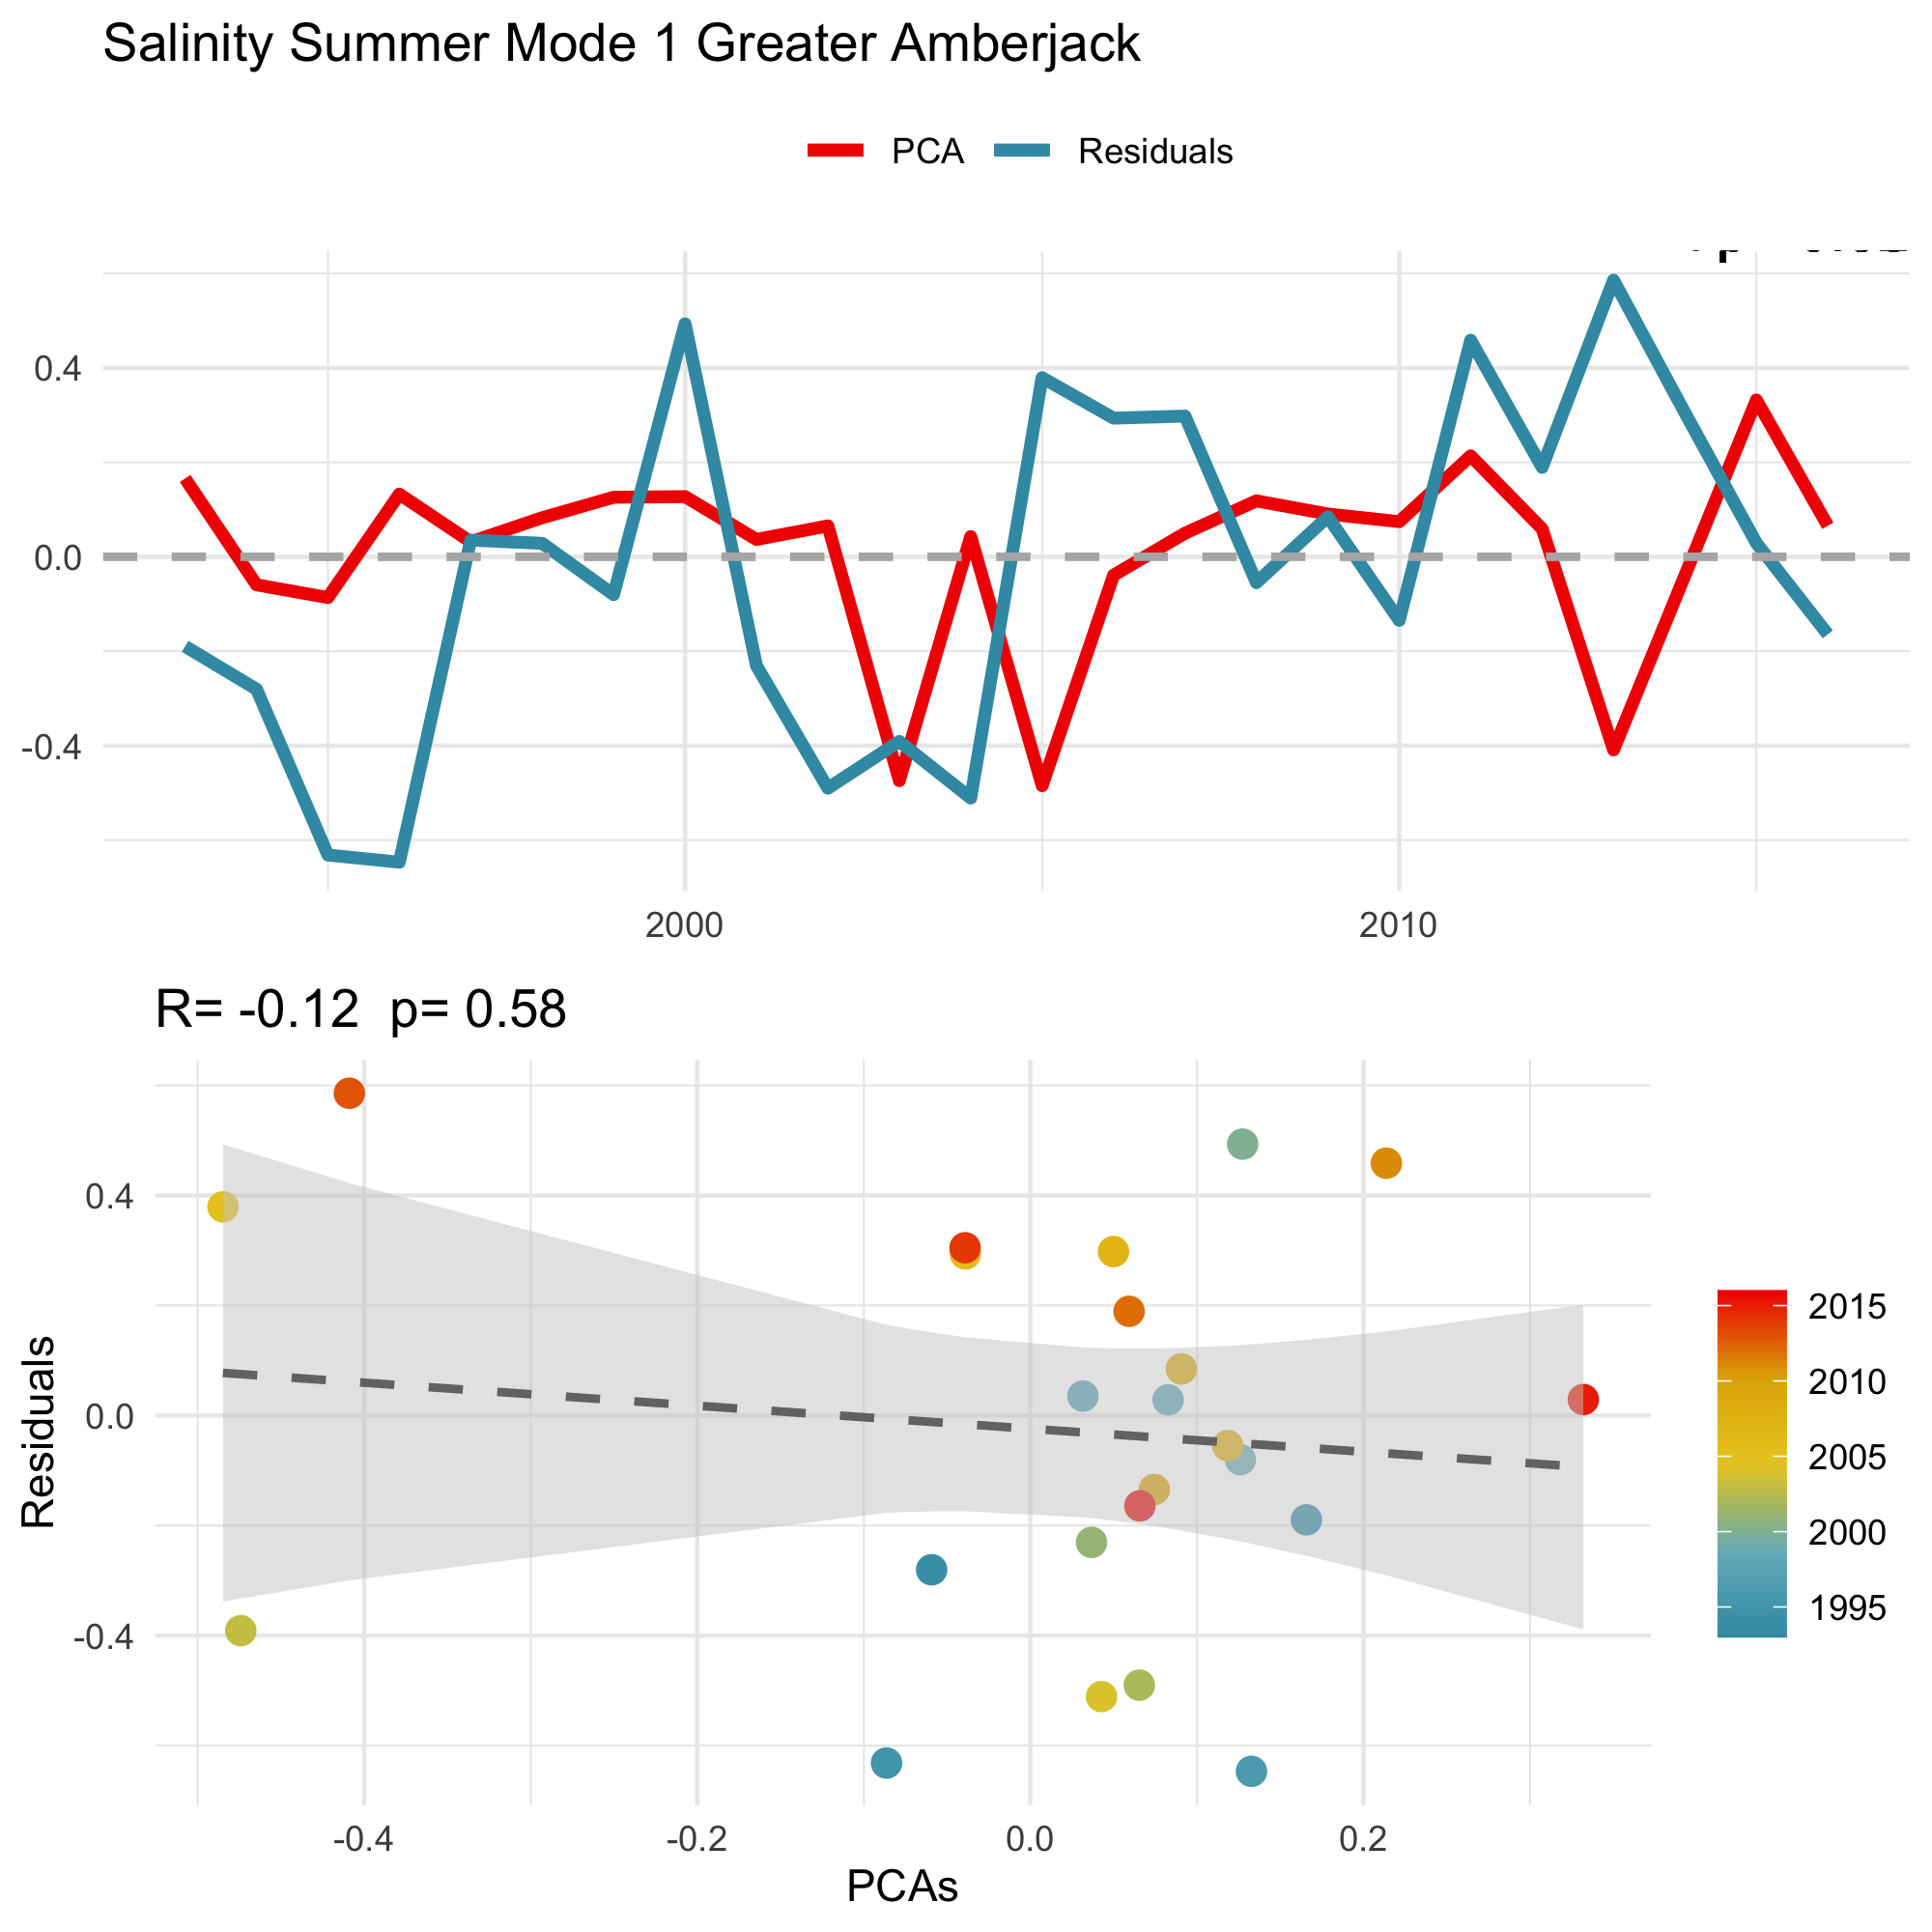 Salinity Summer Mode 1 Greater Amberjack
PCA Residuals
0.4
0.0
-0.4
2000 2010
R= -0.12 p= 0.58
Residuals
0.4
0.0
-0.4
-0.4 -0.2 0.0 0.2
PCAs
2015
2010
2005
2000
1995